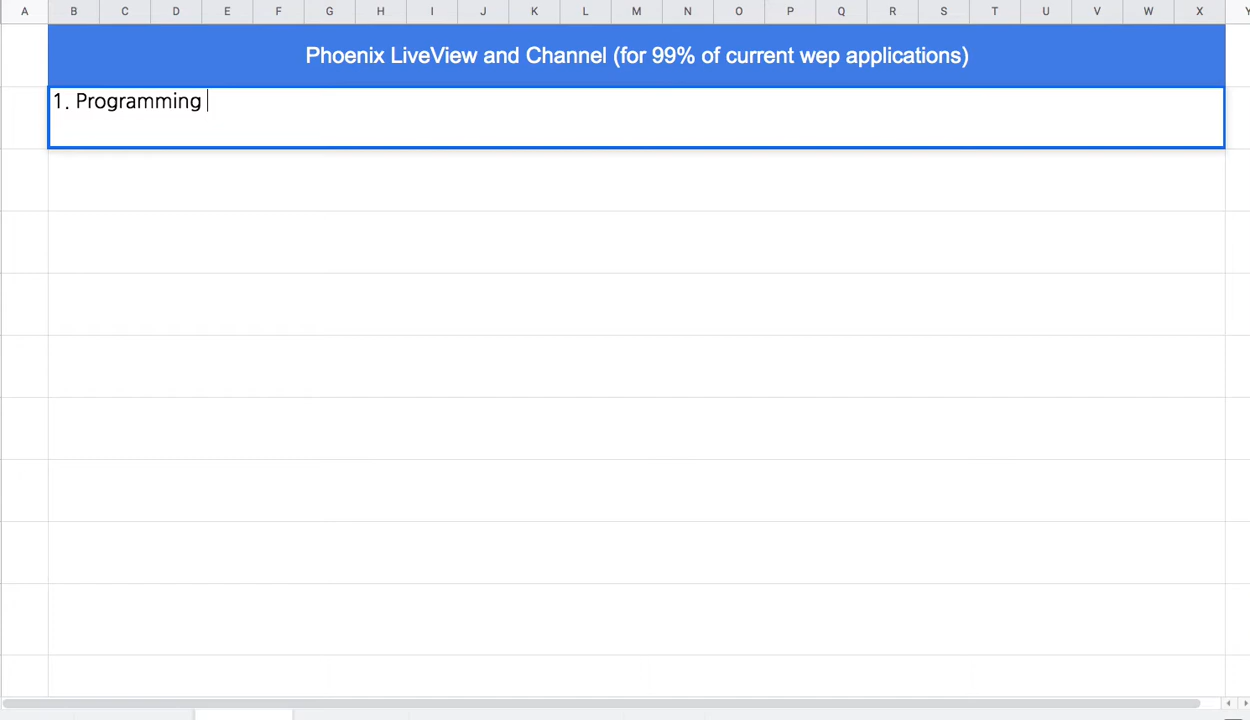 A B C D E F G H I J K L M N O P Q R S T U V W X Y
Phoenix LiveView and Channel (for 99% of current wep applications)
1. Programming